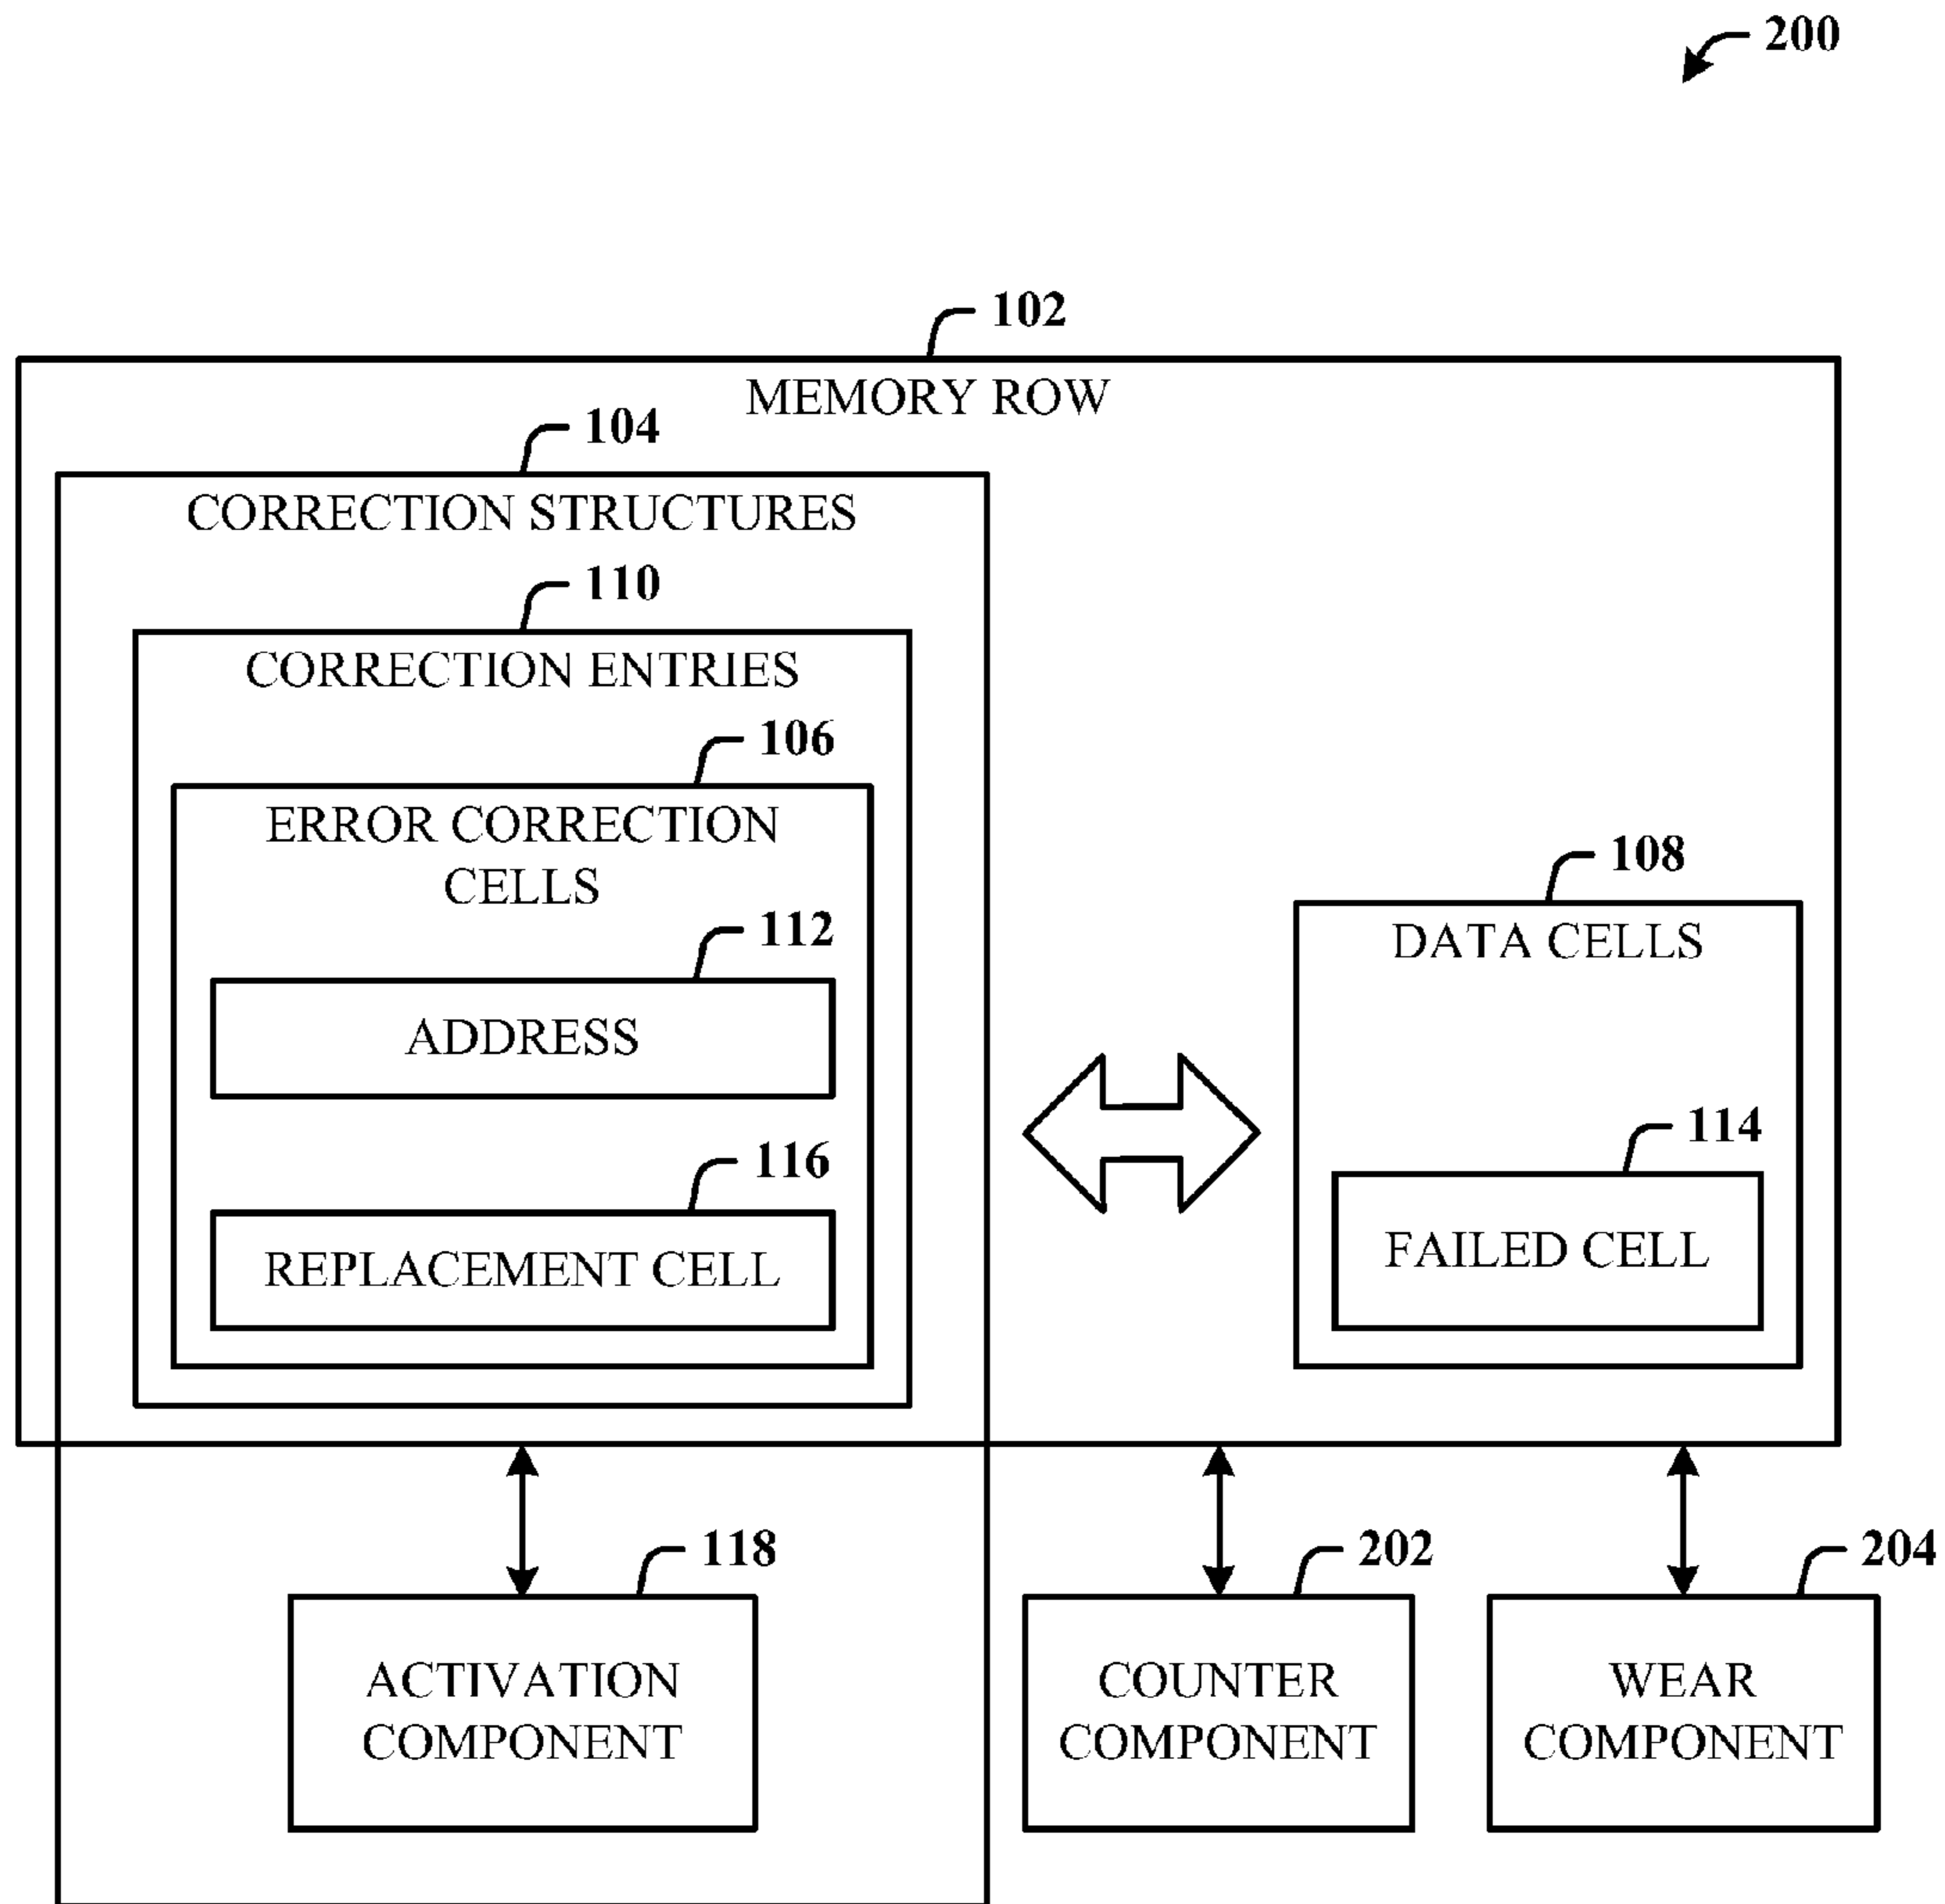 200
102
MEMORY ROW
104
CORRECTION STRUCTURES
110
CORRECTION ENTRIES
106
ERROR CORRECTION
CELLS
112
ADDRESS
116
REPLACEMENT CELL
108
DATA CELLS
114
FAILED CELL
118
ACTIVATION
COMPONENT
202
COUNTER
COMPONENT
204
WEAR
COMPONENT